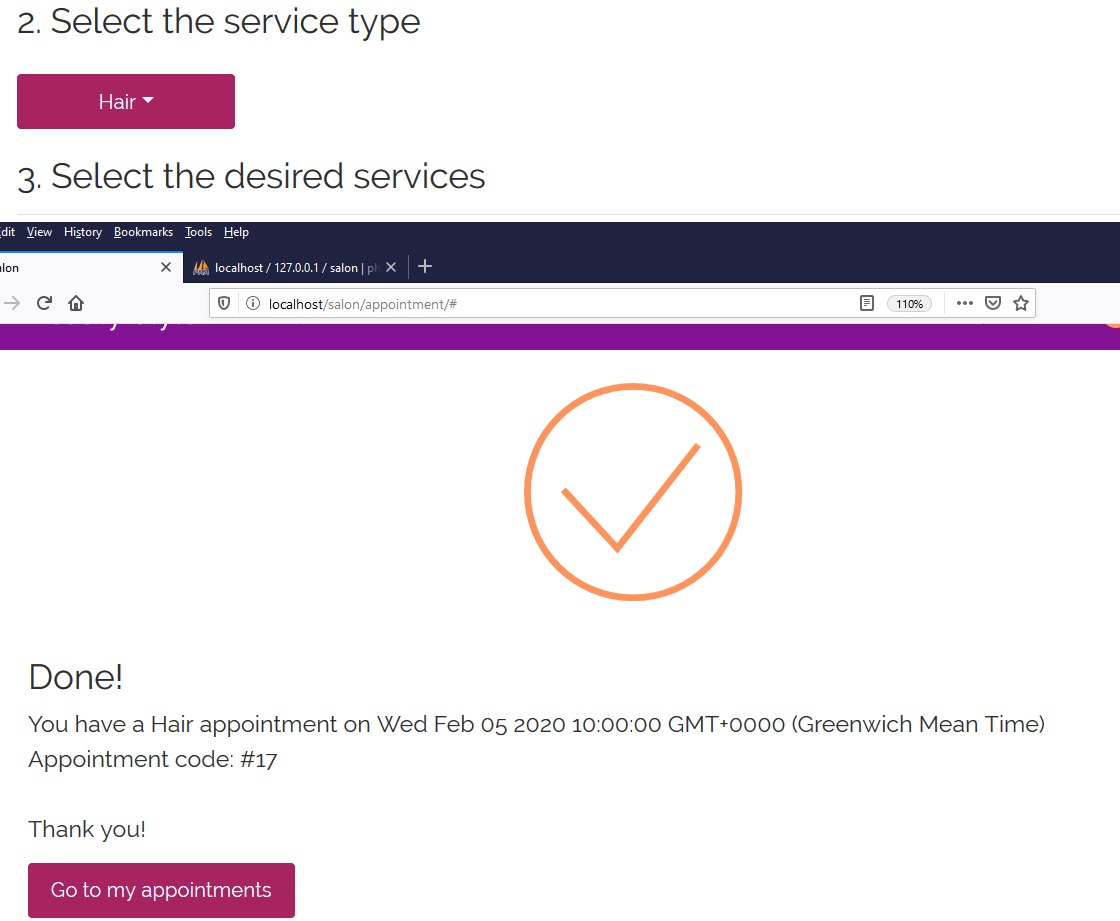 2. Select the service type
Hair
3. Select the desired services
dit View History Bookmarks Tools Help
alon localhost / 127.0.0.1 / salon | ph
localhost/salon/appointment/# 110%
Done!
You have a Hair appointment on Wed Feb 05 2020 10:00:00 GMT+0000 (Greenwich Mean Time)
Appointment code: #17
Thank you!
Go to my appointments